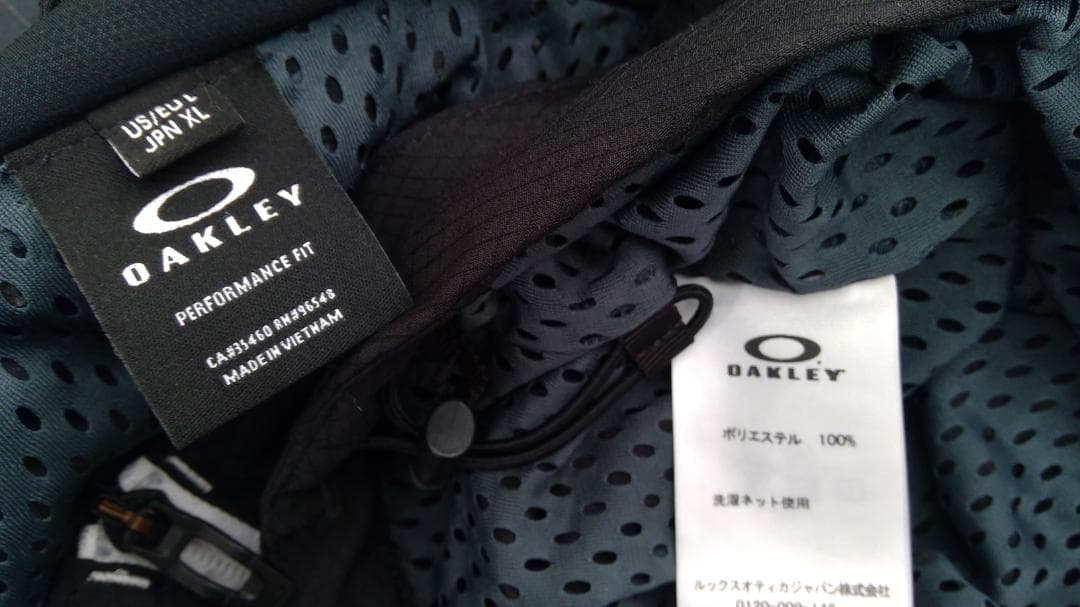 US/EU L
JPN XL
OAKLEY
PERFORMANCE FIT
CA#35460 RN#96548
MADE IN VIETNAM
OAKLEY
ポリエステル 100%
洗濯ネット使用
ルックスオティカジャパン株式会社